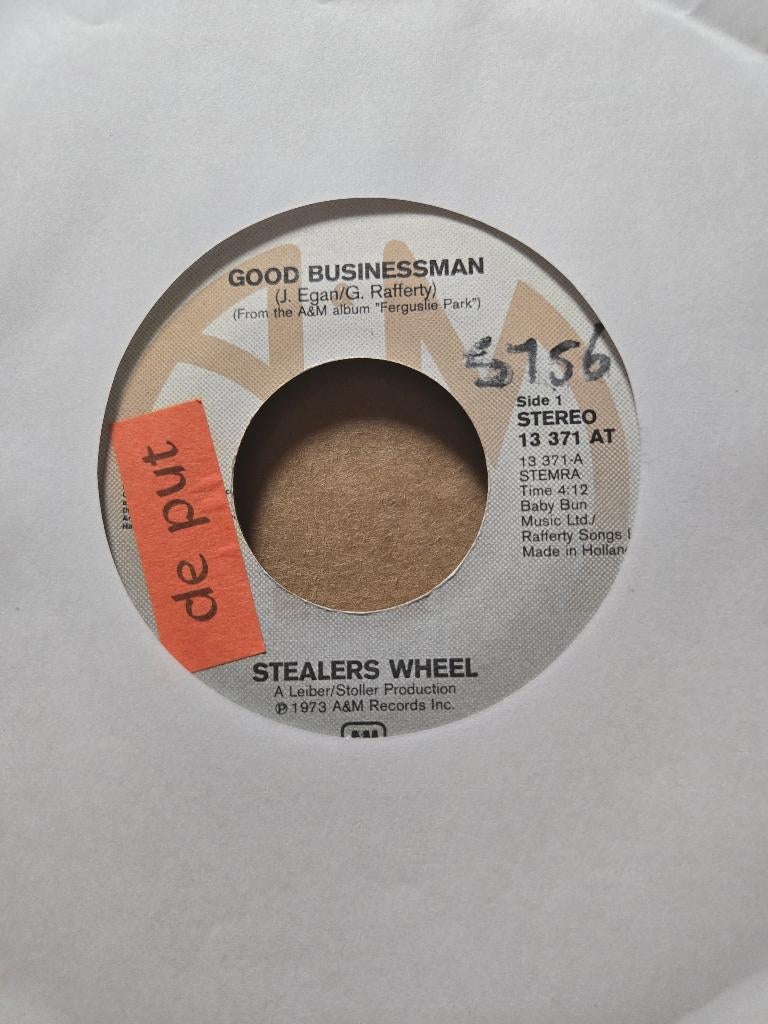 GOOD BUSINESSMAN
(J. Egan/G. Rafferty)
(From the A&M album "Ferguslie Park")
5756
Side 1
STEREO
13 371 AT
13 371-A
STEMRA
Time 4:12
Baby Bun
Music Ltd./
Rafferty Songs
Made in Hollan
de put
STEALERS WHEEL
A Leiber/Stoller Production
℗ 1973 A&M Records Inc.
A&M